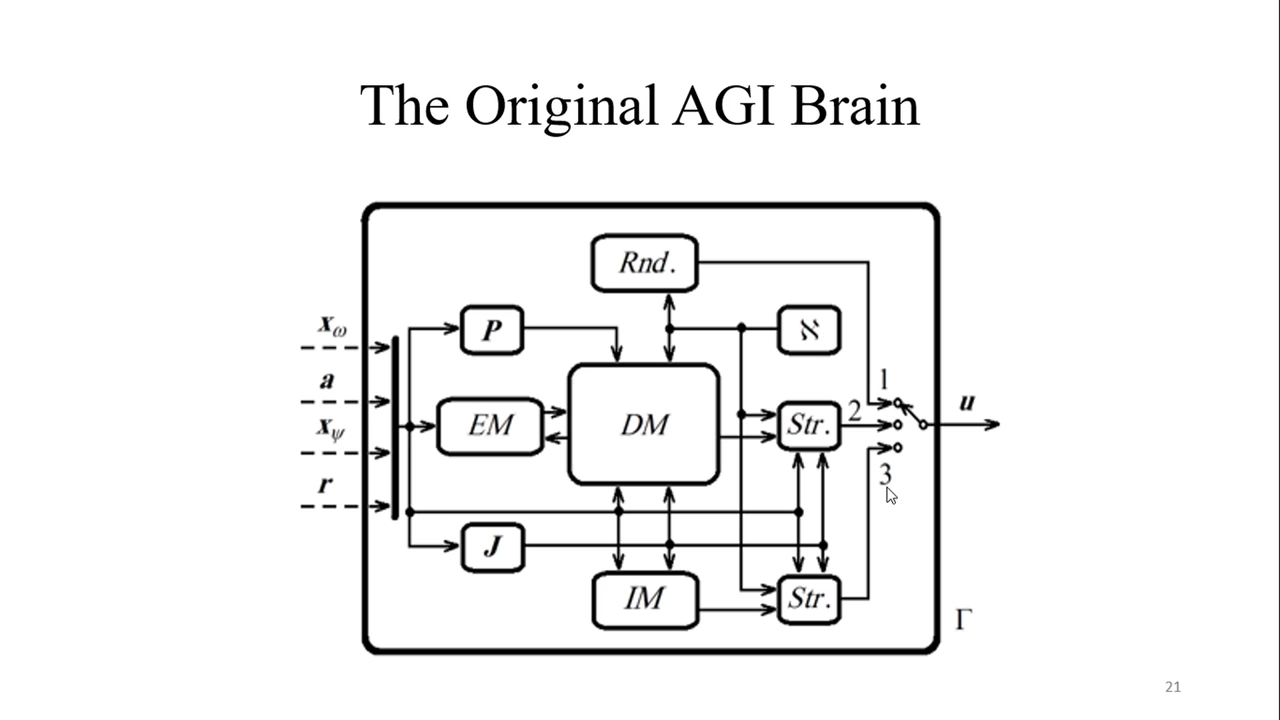 The Original AGI Brain
Rnd.
xω
P
ℵ
a
1
EM
DM
Str.
2
u
xψ
3
r
J
IM
Str.
Γ
21